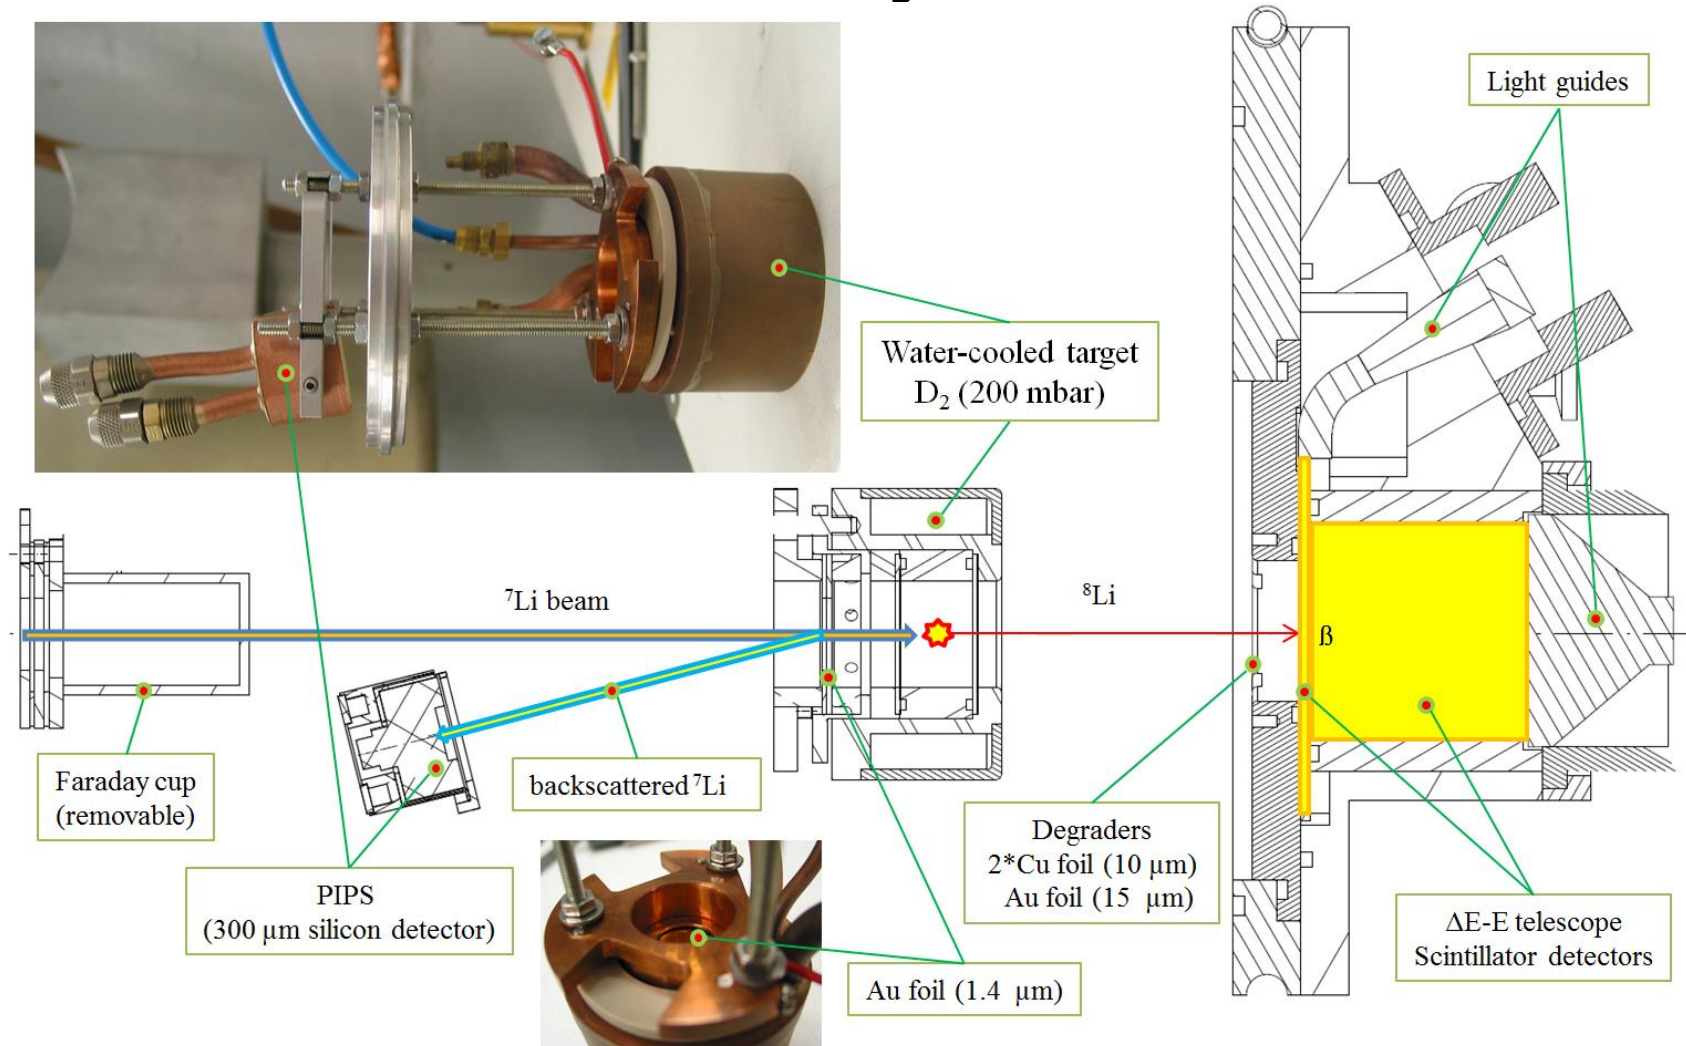 Light guides
Water-cooled target
D₂ (200 mbar)
⁷Li beam
⁸Li
ß
Faraday cup
(removable)
backscattered ⁷Li
Degraders
2*Cu foil (10 µm)
Au foil (15 µm)
PIPS
(300 µm silicon detector)
ΔE-E telescope
Scintillator detectors
Au foil (1.4 µm)